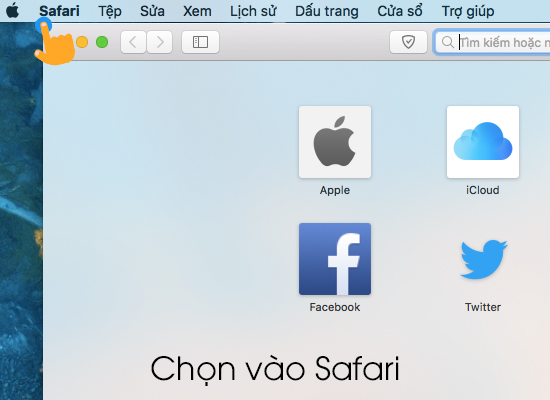 Safari Tệp Sửa Xem Lịch sử Dấu trang Cửa sổ Trợ giúp
Tìm kiếm hoặc n
Apple iCloud
Facebook Twitter
Chọn vào Safari